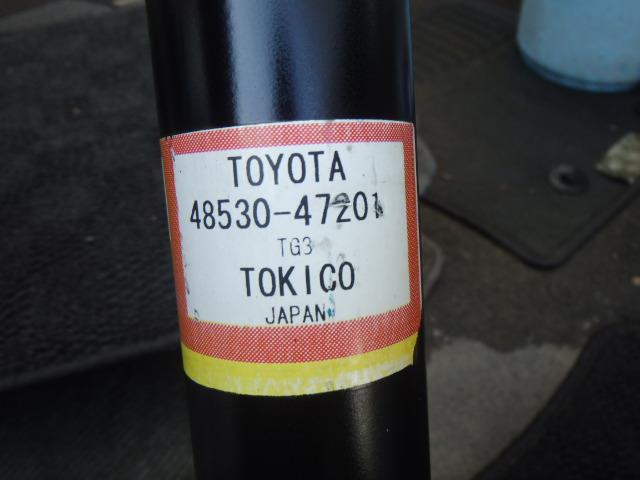 TOYOTA
48530-47201
TG3
TOKICO
JAPAN